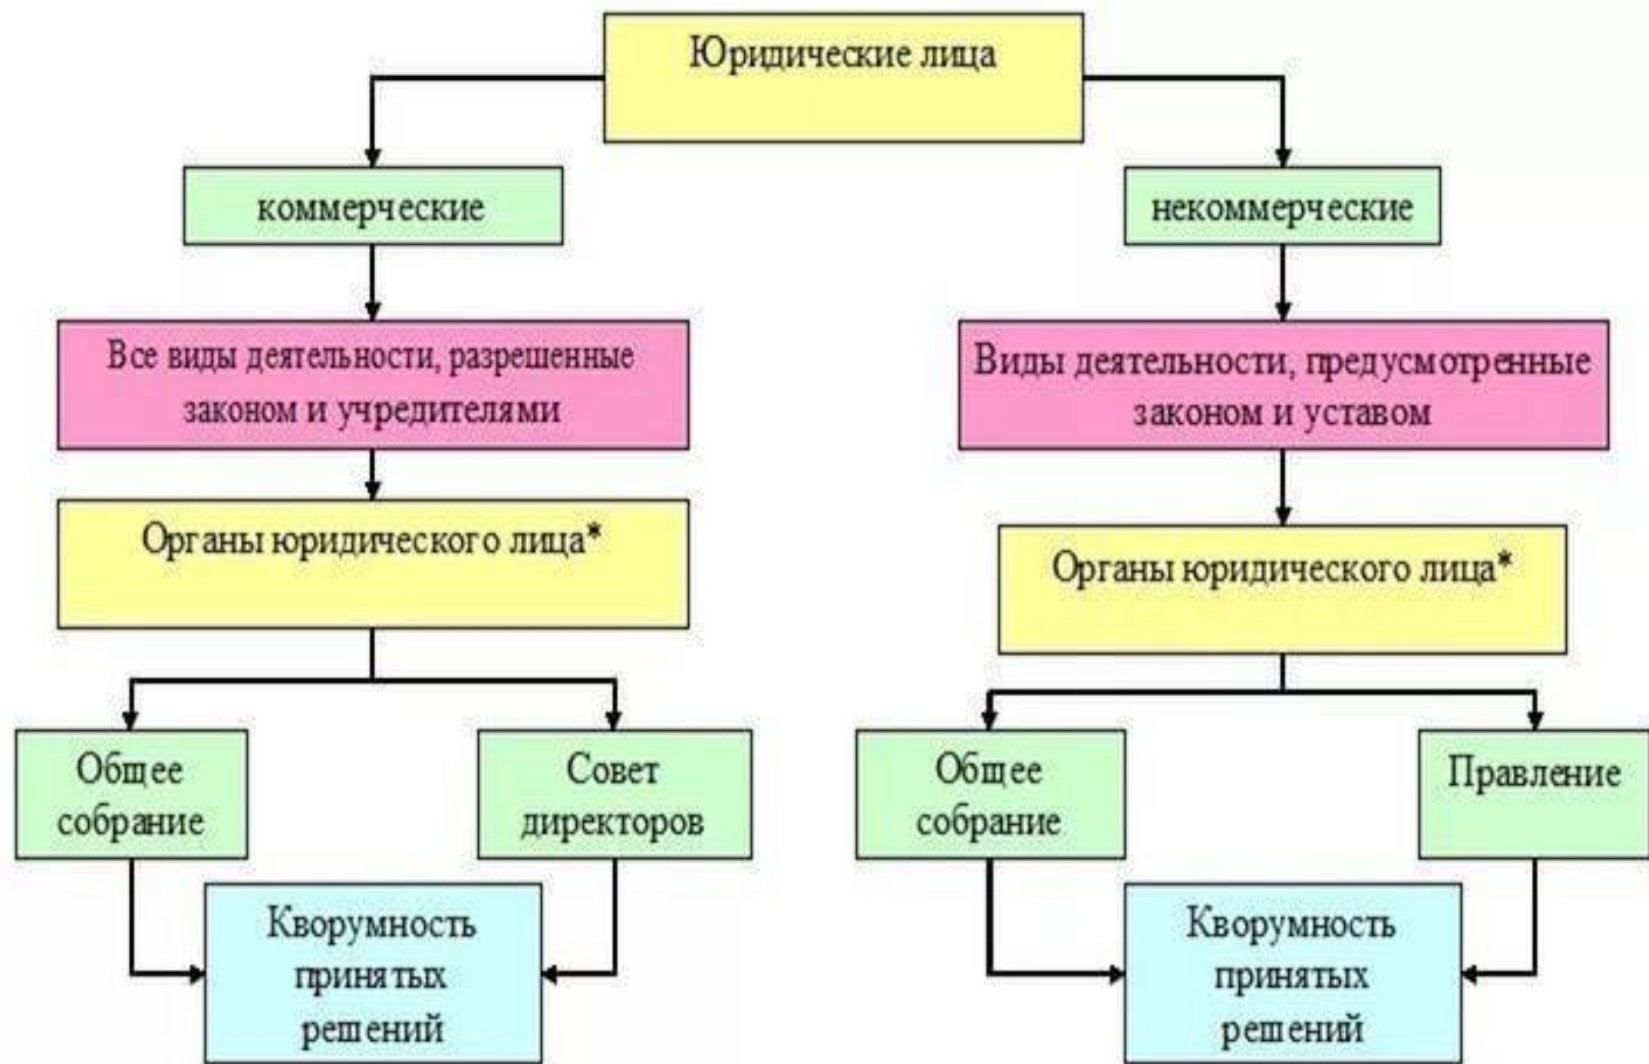 Юридические лица
коммерческие
некоммерческие
Все виды деятельности, разрешенные
законом и учредителями
Виды деятельности, предусмотренные
законом и уставом
Органы юридического лица*
Органы юридического лица*
Общее
собрание
Совет
директоров
Общее
собрание
Правление
Кворумность
принятых
решений
Кворумность
принятых
решений